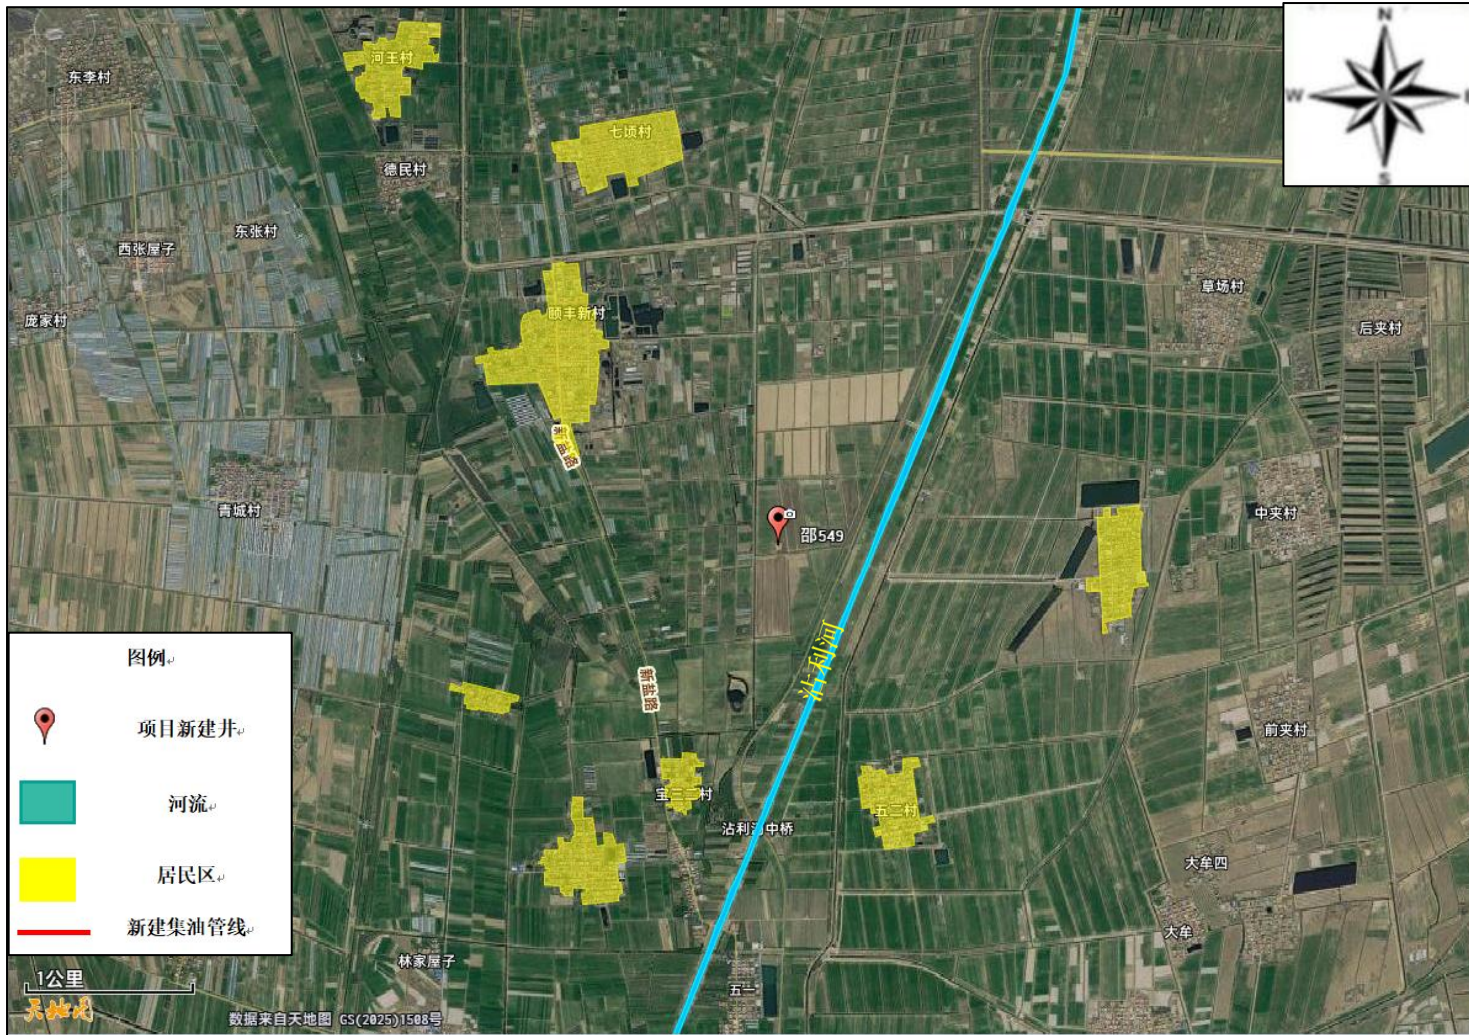 N
W
S
河王村
东李村
七顷村
德民村
东张村
西张屋子
草场村
颐丰新村
庞家村
后夹村
新盐路
青城村
中夹村
邵549
沾利河
新盐路
前夹村
宝三二村
五二村
沾利河中桥
大牟四
大牟
林家屋子
五一
图例
项目新建井
河流
居民区
新建集油管线
1公里
天地图
数据来自天地图 GS(2025)1508号